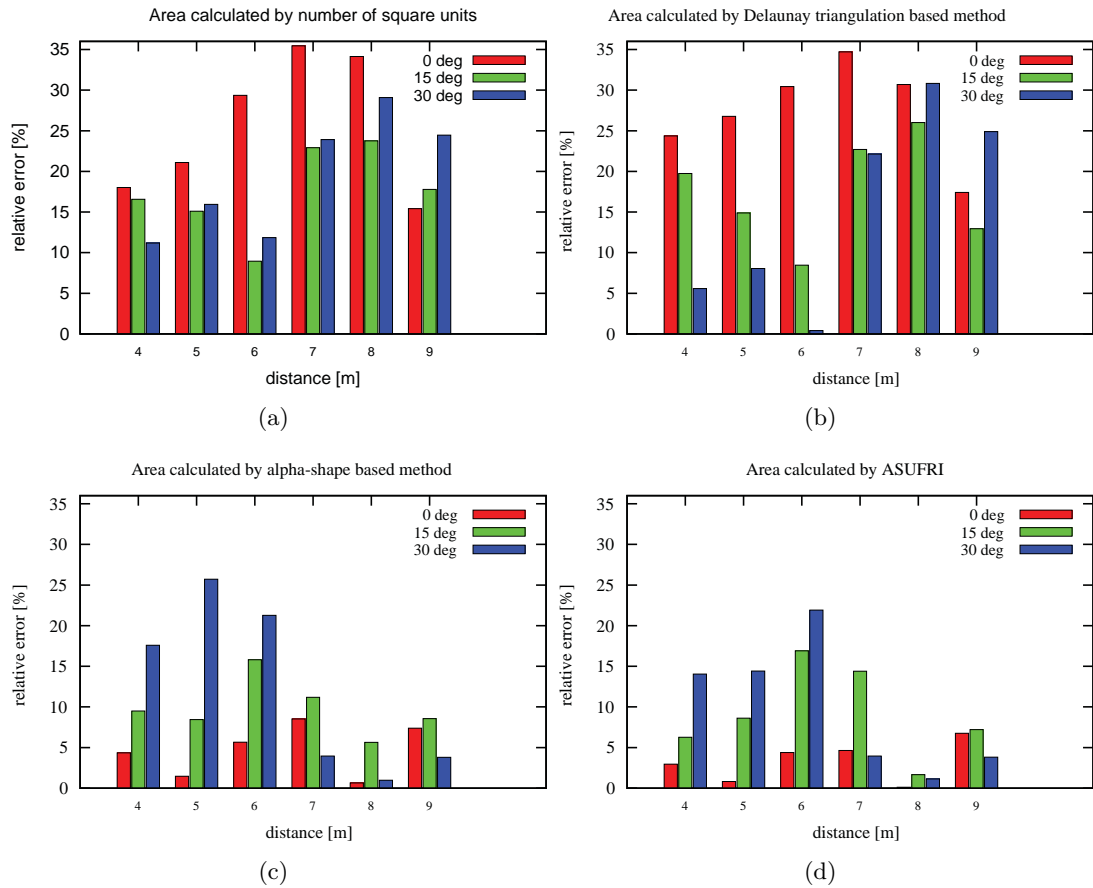 Area calculated by number of square units
35
30
25
20
15
10
5
0
relative error [%]
0 deg
15 deg
30 deg
4 5 6 7 8 9
distance [m]
(a)
Area calculated by Delaunay triangulation based method
35
30
25
20
15
10
5
0
relative error [%]
0 deg
15 deg
30 deg
4 5 6 7 8 9
distance [m]
(b)
Area calculated by alpha-shape based method
35
30
25
20
15
10
5
0
relative error [%]
0 deg
15 deg
30 deg
4 5 6 7 8 9
distance [m]
(c)
Area calculated by ASUFRI
35
30
25
20
15
10
5
0
relative error [%]
0 deg
15 deg
30 deg
4 5 6 7 8 9
distance [m]
(d)